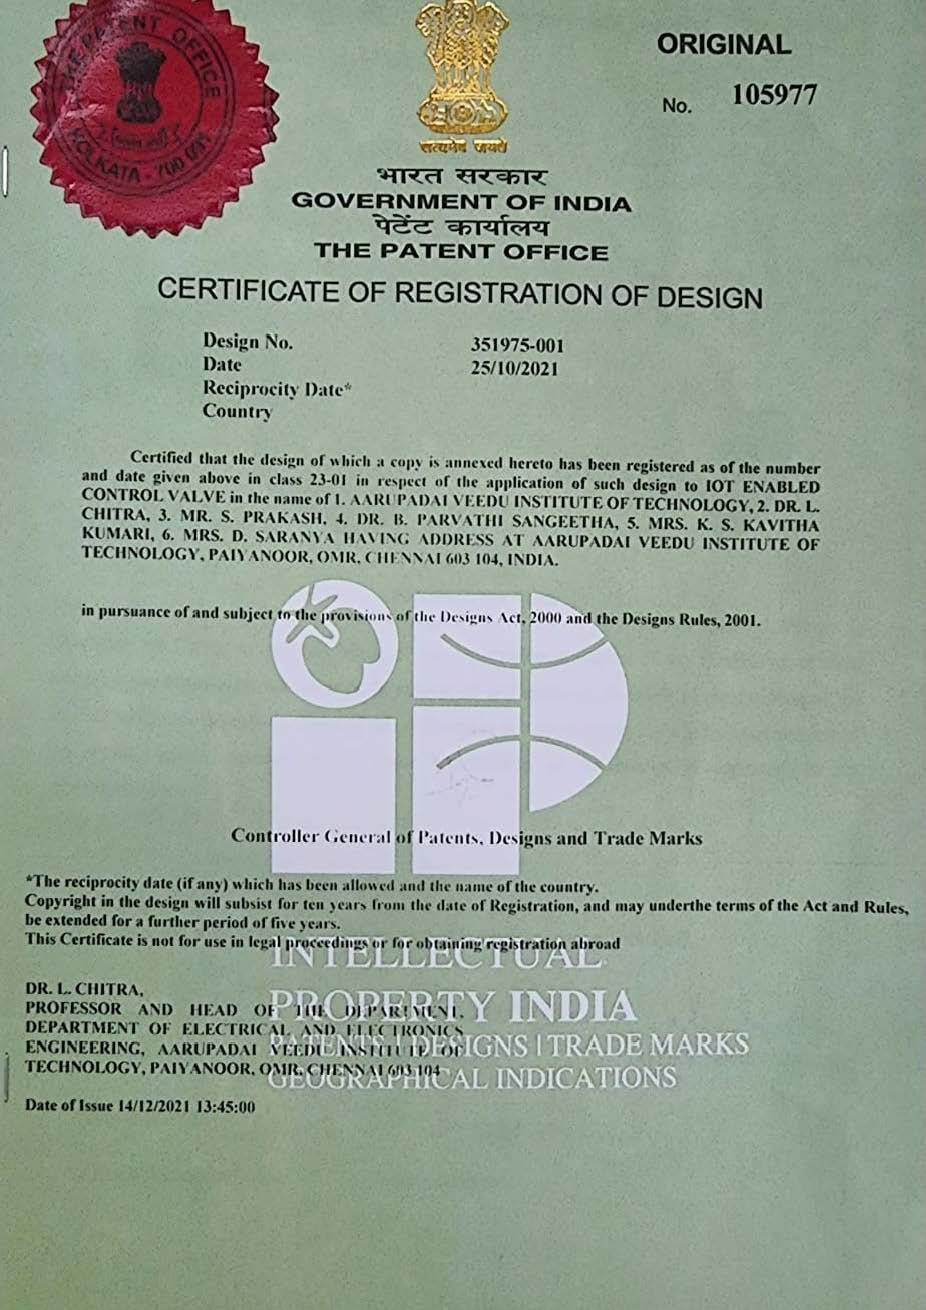 THE PATENT OFFICE
KOLKATA - 700 091
ORIGINAL
No. 105977
सत्यमेव जयते
भारत सरकार
GOVERNMENT OF INDIA
पेटेंट कार्यालय
THE PATENT OFFICE
CERTIFICATE OF REGISTRATION OF DESIGN
Design No. 351975-001
Date 25/10/2021
Reciprocity Date*
Country
Certified that the design of which a copy is annexed hereto has been registered as of the number
and date given above in class 23-01 in respect of the application of such design to IOT ENABLED
CONTROL VALVE in the name of 1. AARUPADAI VEEDU INSTITUTE OF TECHNOLOGY, 2. DR. L.
CHITRA, 3. MR. S. PRAKASH, 4. DR. B. PARVATHI SANGEETHA, 5. MRS. K. S. KAVITHA
KUMARI, 6. MRS. D. SARANYA HAVING ADDRESS AT AARUPADAI VEEDU INSTITUTE OF
TECHNOLOGY, PAIYANOOR, OMR, CHENNAI 603 104, INDIA.
in pursuance of and subject to the provisions of the Designs Act, 2000 and the Designs Rules, 2001.
Controller General of Patents, Designs and Trade Marks
*The reciprocity date (if any) which has been allowed and the name of the country.
Copyright in the design will subsist for ten years from the date of Registration, and may underthe terms of the Act and Rules,
be extended for a further period of five years.
This Certificate is not for use in legal proceedings or for obtaining registration abroad
INTELLECTUAL
PROPERTY INDIA
PATENTS | DESIGNS | TRADE MARKS
GEOGRAPHICAL INDICATIONS
DR. L. CHITRA,
PROFESSOR AND HEAD OF THE DEPARTMENT,
DEPARTMENT OF ELECTRICAL AND ELECTRONICS
ENGINEERING, AARUPADAI VEEDU INSTITUTE OF
TECHNOLOGY, PAIYANOOR, OMR, CHENNAI 603 104
Date of Issue 14/12/2021 13:45:00